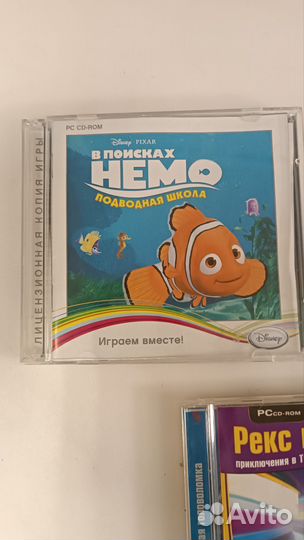 PC CD-ROM
ЛИЦЕНЗИОННАЯ КОПИЯ ИГРЫ
Disney PIXAR
В ПОИСКАХ
НЕМО
ПОДВОДНАЯ ШКОЛА
Играем вместе!
Disney
PC CD-ROM
Рекс
приключения в Т
головоломка
Avito